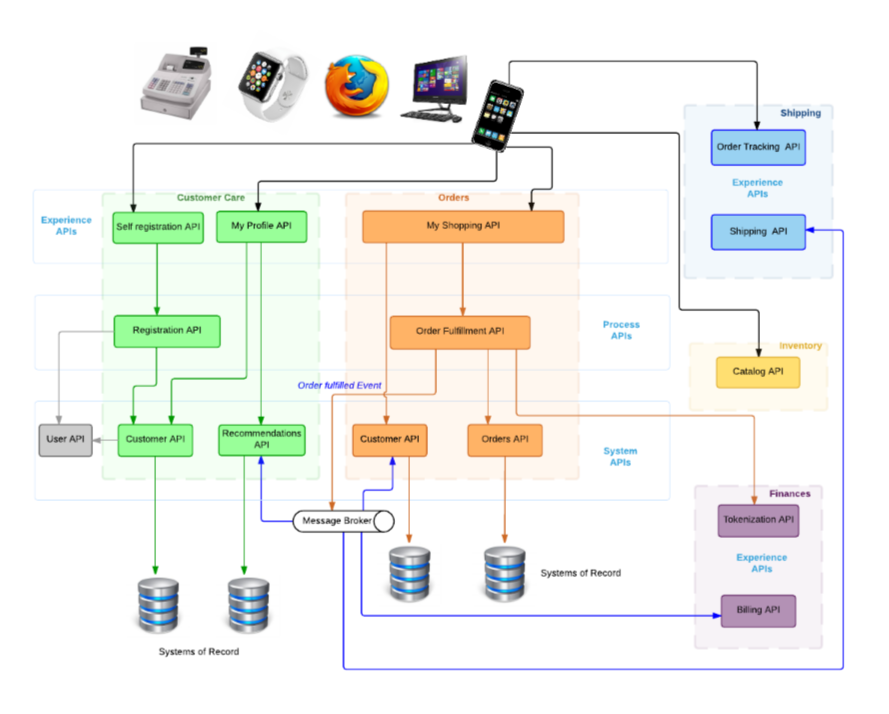 Shipping
Order Tracking API
Experience
APIs
Shipping API
Customer Care
Orders
Experience
APIs
Self registration API
My Profile API
My Shopping API
Registration API
Order Fulfillment API
Process
APIs
Inventory
Catalog API
Order fulfilled Event
User API
Customer API
Recommendations
API
Customer API
Orders API
System
APIs
Finances
Tokenization API
Experience
APIs
Billing API
Message Broker
Systems of Record
Systems of Record